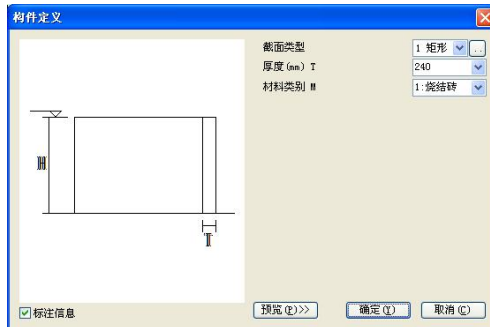 构件定义
截面类型
1 矩形
..
厚度(mm) T
240
材料类别 M
1:烧结砖
H
T
标注信息
预览(P)>>
确定(Y)
取消(C)